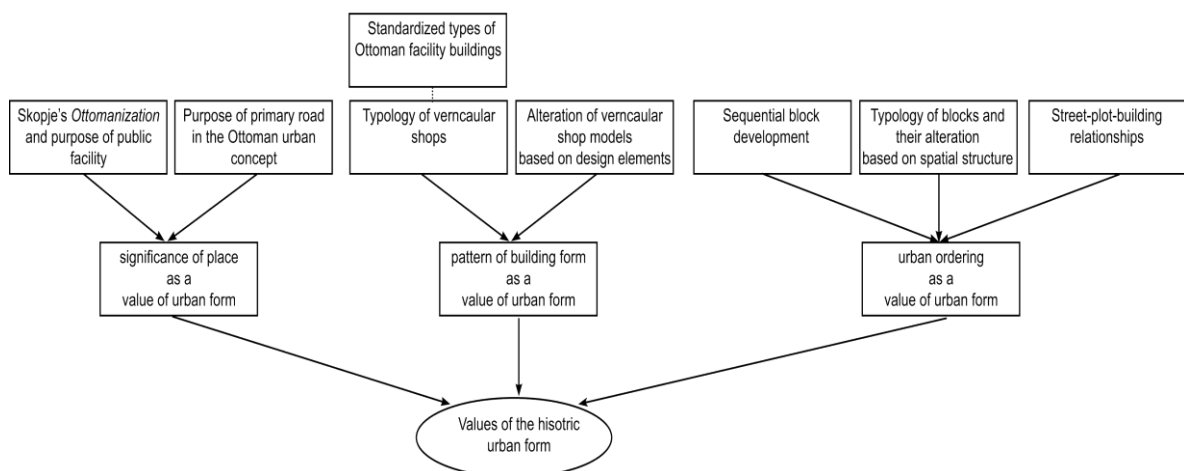 Standardized types of
Ottoman facility buildings
Skopje's Ottomanization
and purpose of public
facility
Purpose of primary road
in the Ottoman urban
concept
Typology of verncaular
shops
Alteration of verncaular
shop models
based on design elements
Sequential block
development
Typology of blocks and
their alteration
based on spatial structure
Street-plot-building
relationships
significance of place
as a
value of urban form
pattern of building form
as a
value of urban form
urban ordering
as a
value of urban form
Values of the hisotric
urban form